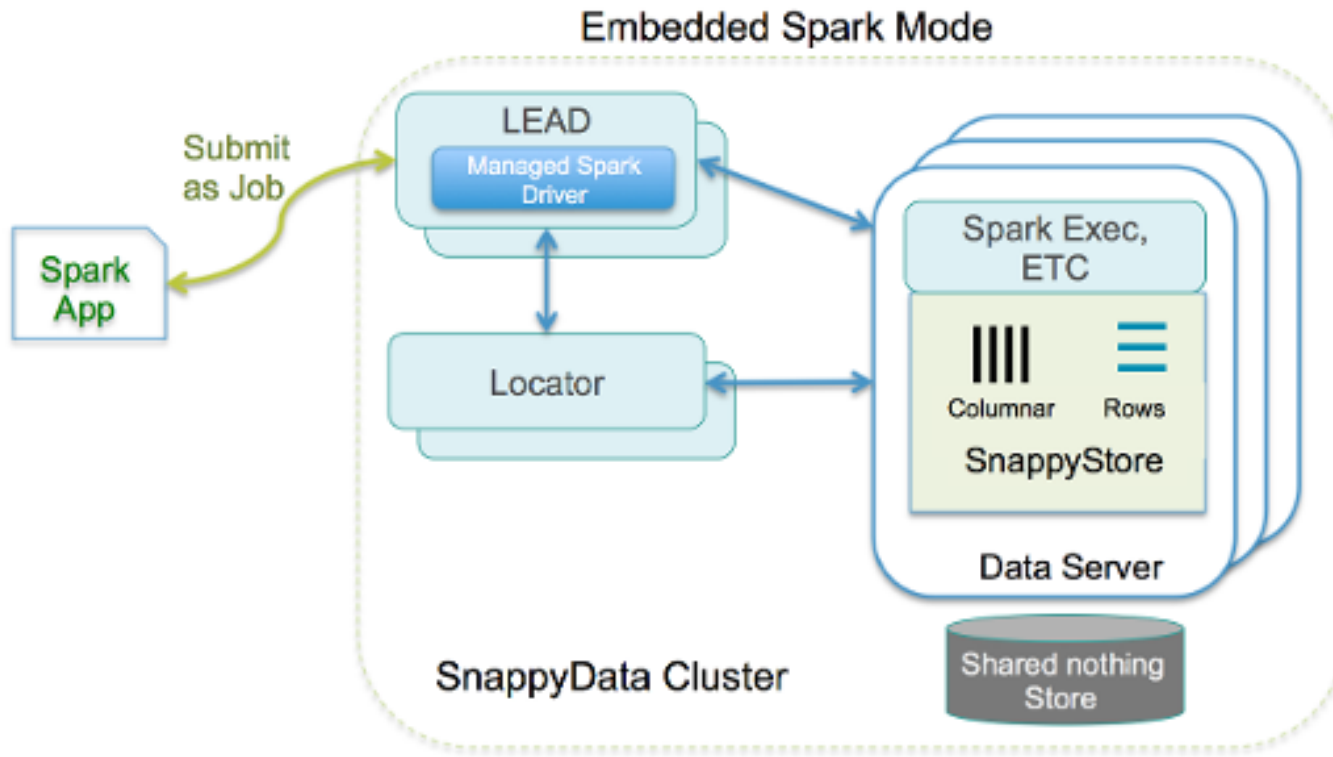 Embedded Spark Mode
LEAD
Managed Spark
Driver
Submit
as Job
Spark
App
Locator
Spark Exec,
ETC
Columnar
Rows
SnappyStore
Data Server
Shared nothing
Store
SnappyData Cluster